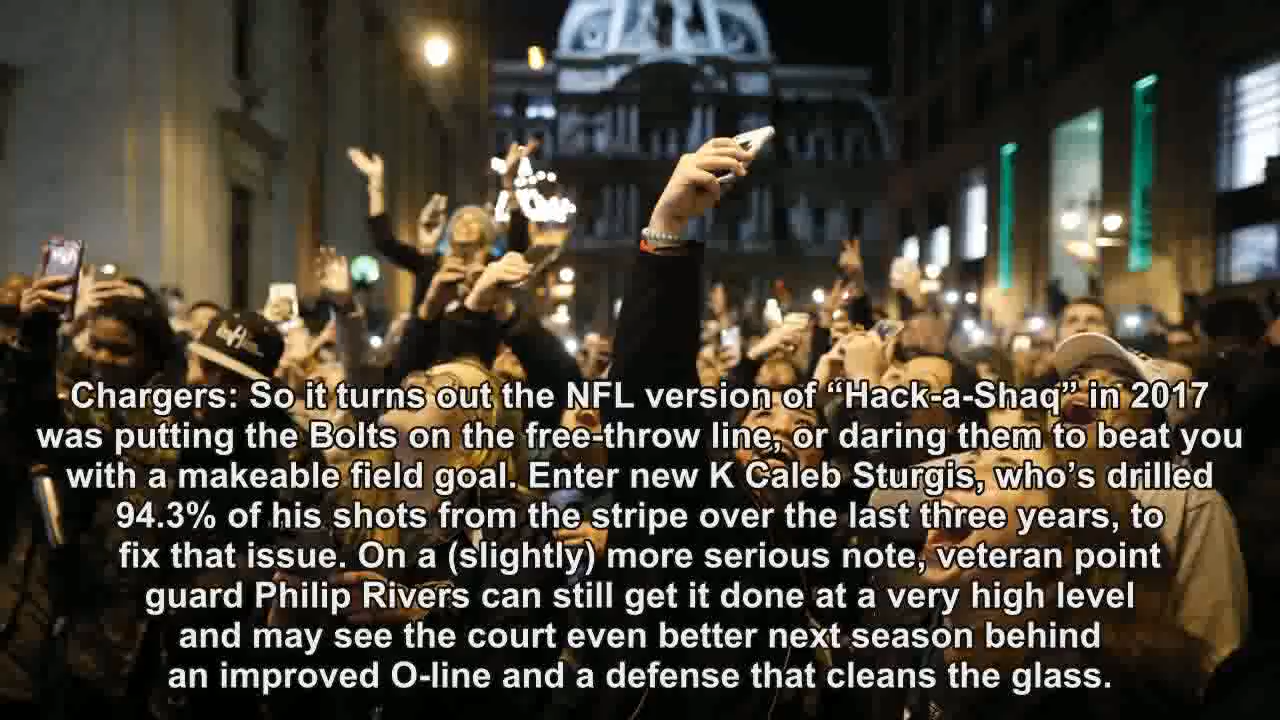 Chargers: So it turns out the NFL version of “Hack-a-Shaq” in 2017
was putting the Bolts on the free-throw line, or daring them to beat you
with a makeable field goal. Enter new K Caleb Sturgis, who’s drilled
94.3% of his shots from the stripe over the last three years, to
fix that issue. On a (slightly) more serious note, veteran point
guard Philip Rivers can still get it done at a very high level
and may see the court even better next season behind
an improved O-line and a defense that cleans the glass.